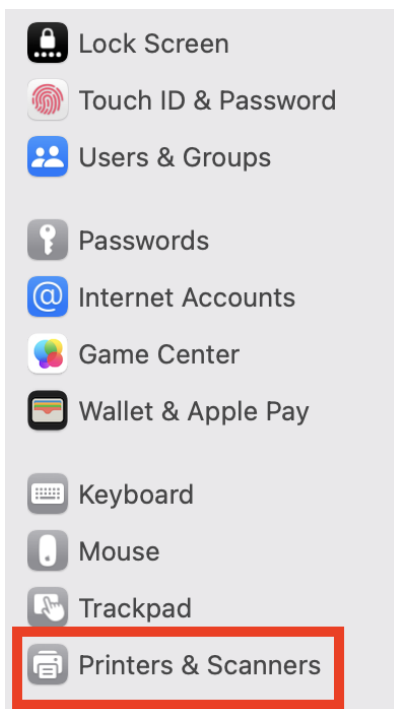 Lock Screen
Touch ID & Password
Users & Groups
Passwords
@ Internet Accounts
Game Center
Wallet & Apple Pay
Keyboard
Mouse
Trackpad
Printers & Scanners